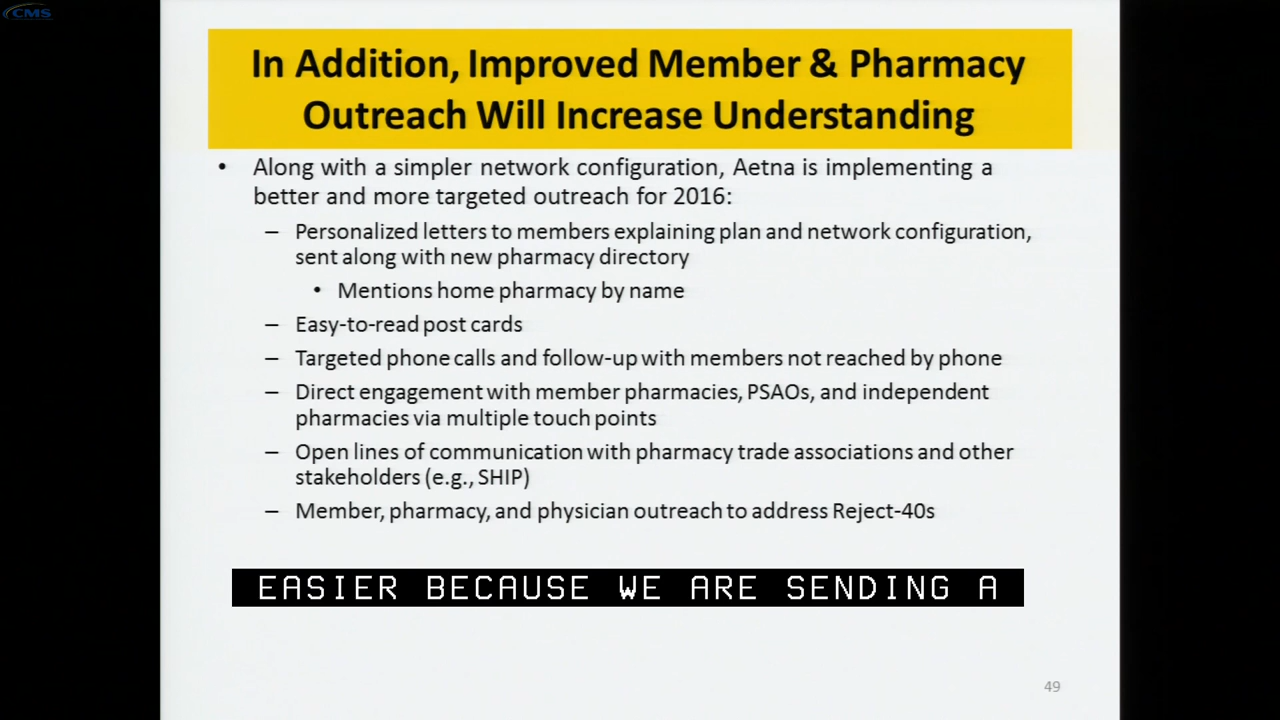 CMS
In Addition, Improved Member & Pharmacy
Outreach Will Increase Understanding
• Along with a simpler network configuration, Aetna is implementing a
better and more targeted outreach for 2016:
– Personalized letters to members explaining plan and network configuration,
sent along with new pharmacy directory
• Mentions home pharmacy by name
– Easy-to-read post cards
– Targeted phone calls and follow-up with members not reached by phone
– Direct engagement with member pharmacies, PSAOs, and independent
pharmacies via multiple touch points
– Open lines of communication with pharmacy trade associations and other
stakeholders (e.g., SHIP)
– Member, pharmacy, and physician outreach to address Reject-40s
EASIER BECAUSE WE ARE SENDING A
49